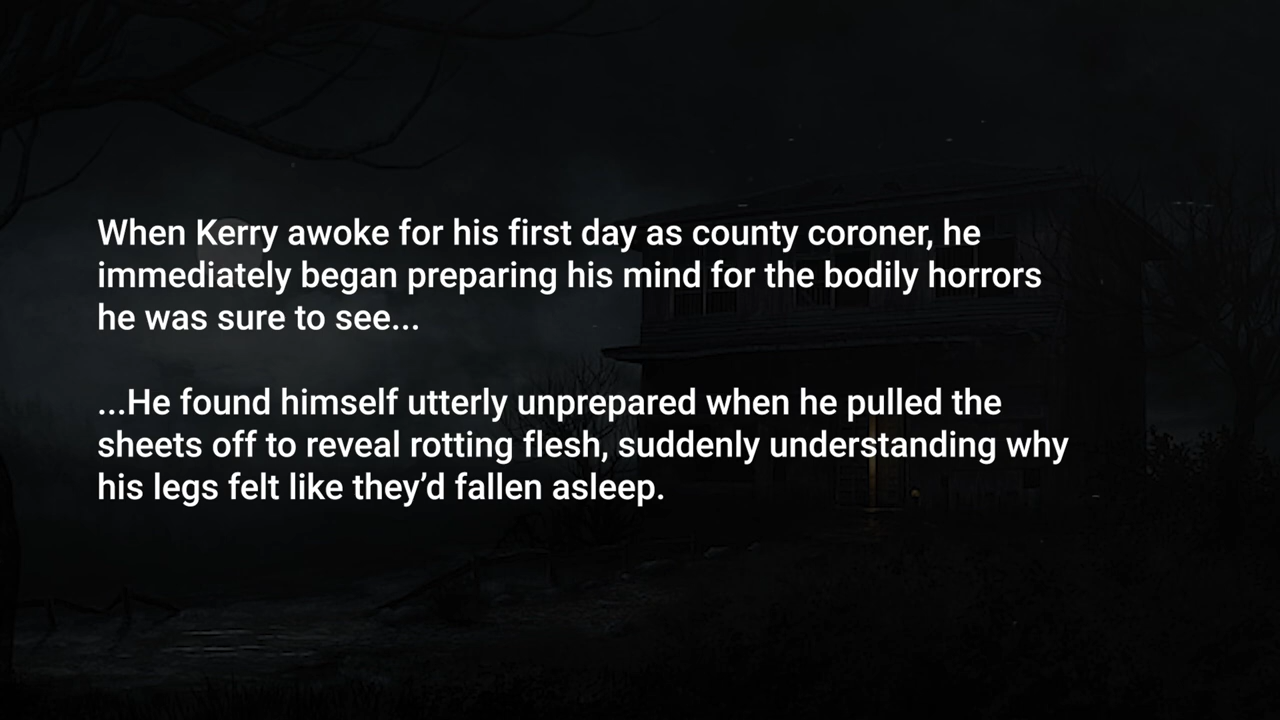 When Kerry awoke for his first day as county coroner, he
immediately began preparing his mind for the bodily horrors
he was sure to see...
...He found himself utterly unprepared when he pulled the
sheets off to reveal rotting flesh, suddenly understanding why
his legs felt like they’d fallen asleep.